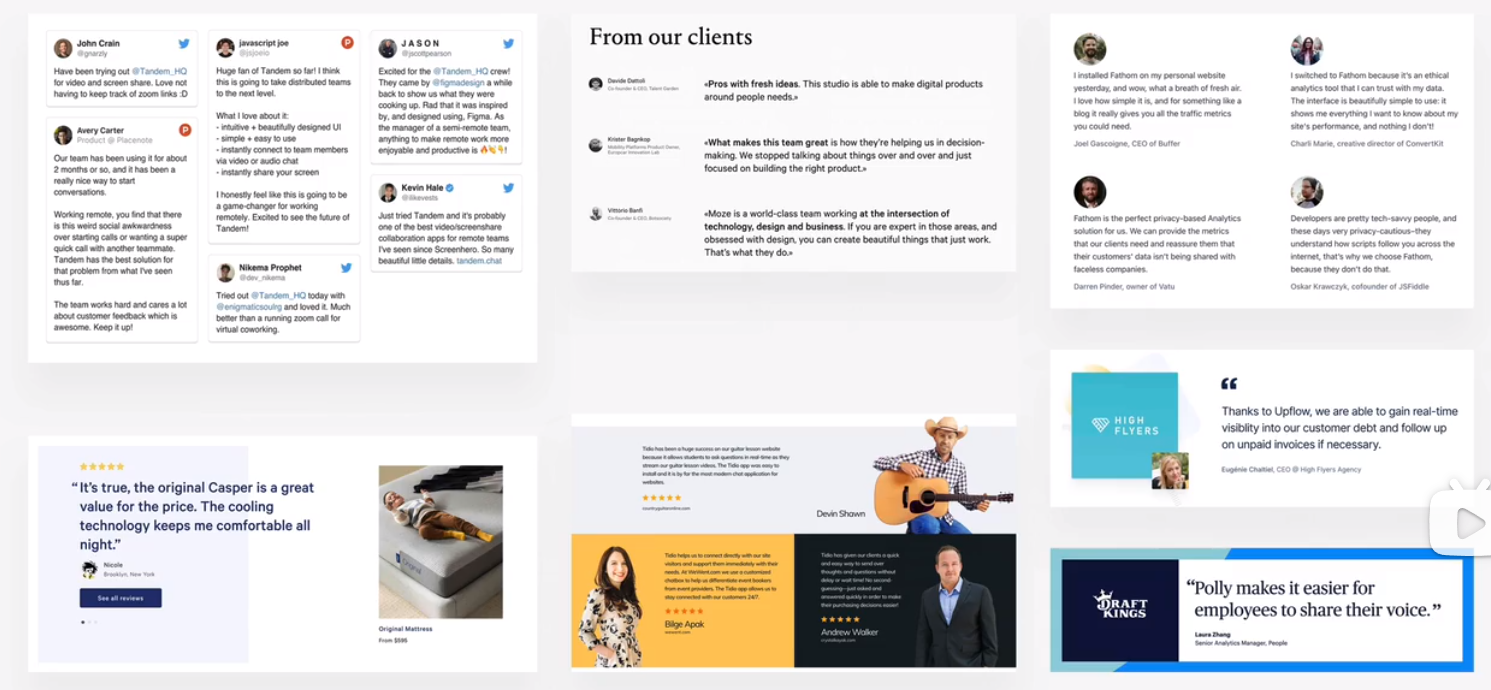 John Crain
@gnarzly
Have been trying out @Tandem_HQ
for video and screen share. Love not
having to keep track of zoom links :D
Avery Carter
Product @ Placenote
Our team has been using it for about
2 months or so, and it has been a
really nice way to start
conversations.
Working remote, you find that there
is this weird social awkwardness
over starting calls or wanting a super
quick call with another teammate.
Tandem has the best solution for
that problem from what I've seen
thus far.
The team works hard and cares a lot
about customer feedback which is
awesome. Keep it up!
javascript joe
@jsjoeio
Huge fan of Tandem so far! I think
this is going to take distributed teams
to the next level.
What I love about it:
- intuitive + beautifully designed UI
- simple + easy to use
- instantly connect to team members
via video or audio chat
- instantly share your screen
I honestly feel like this is going to be
a game-changer for working
remotely. Excited to see the future of
Tandem!
Nikema Prophet
@dev_nikema
Tried out @Tandem_HQ today with
@enigmaticsoulrg and loved it. Much
better than a running zoom call for
virtual coworking.
J A S O N
@jscottpearson
Excited for the @Tandem_HQ crew!
They came by @figmadesign a while
back to show us what they were
cooking up. Rad that it was inspired
by, and designed using, Figma. As
the manager of a semi-remote team,
anything to make remote work more
enjoyable and productive is 🔥👏👇!
Kevin Hale
@ilikevests
Just tried Tandem and it's probably
one of the best video/screenshare
collaboration apps for remote teams
I've seen since Screenhero. So many
beautiful little details. tandem.chat
From our clients
Davide Dattoli
Co-founder & CEO, Talent Garden
«Pros with fresh ideas. This studio is able to make digital products
around people needs.»
Krister Bagnkop
Mobility Platforms Product Owner,
European Innovation Lab
«What makes this team great is how they're helping us in decision-
making. We stopped talking about things over and over and just
focused on building the right product.»
Vittorio Banfi
Co-founder & CEO, Botsociety
«Moze is a world-class team working at the intersection of
technology, design and business. If you are expert in those areas, and
obsessed with design, you can create beautiful things that just work.
That's what they do.»
I installed Fathom on my personal website
yesterday, and wow, what a breath of fresh air.
I love how simple it is, and for something like a
blog it really gives you all the traffic metrics
you could need.
Joel Gascoigne, CEO of Buffer
I switched to Fathom because it's an ethical
analytics tool that I can trust with my data.
The interface is beautifully simple to use: it
shows me everything I want to know about my
site's performance, and nothing I don't!
Charli Marie, creative director of ConvertKit
Fathom is the perfect privacy-based Analytics
solution for us. We can provide the metrics
that our clients need and reassure them that
their customers' data isn't being shared with
faceless companies.
Darren Pinder, owner of Vatu
Developers are pretty tech-savvy people, and
these days very privacy-cautious–they
understand how scripts follow you across the
internet, that's why we choose Fathom,
because they don't do that.
Oskar Krawczyk, cofounder of JSFiddle
“It's true, the original Casper is a great
value for the price. The cooling
technology keeps me comfortable all
night.”
Nicole
Brooklyn, New York
See all reviews
Original
Original Mattress
From $595
Tidio has been a huge success on our guitar lesson website
because it allows students to ask questions in real-time as they
stream our guitar lesson videos. The Tidio app was easy to
install and it is by far the most modern chat application for
websites.
countryguitaronline.com
Devin Shawn
Tidio helps us to connect directly with our site
visitors and support them immediately with their
needs. At WeWent.com we use a customized
chatbox to help us differentiate event bookers
from event providers. The Tidio app allows us to
stay connected with our customers 24/7.
Bilge Apak
wewent.com
Tidio has given our clients a quick
and easy way to send over
thoughts and questions without
delay or wait time! No second-
guessing—just asked and
answered quickly in order to make
their purchasing decisions easier!
Andrew Walker
crystalloyok.com
HIGH
FLYERS
“
Thanks to Upflow, we are able to gain real-time
visiblity into our customer debt and follow up
on unpaid invoices if necessary.
Eugénie Chaltiel, CEO @ High Flyers Agency
DRAFT
KINGS
“Polly makes it easier for
employees to share their voice.”
Laura Zhang
Senior Analytics Manager, People